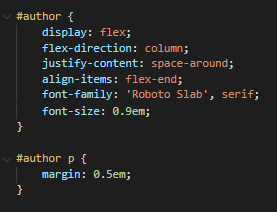 #author {
    display: flex;
    flex-direction: column;
    justify-content: space-around;
    align-items: flex-end;
    font-family: 'Roboto Slab', serif;
    font-size: 0.9em;
}
#author p {
    margin: 0.5em;
}